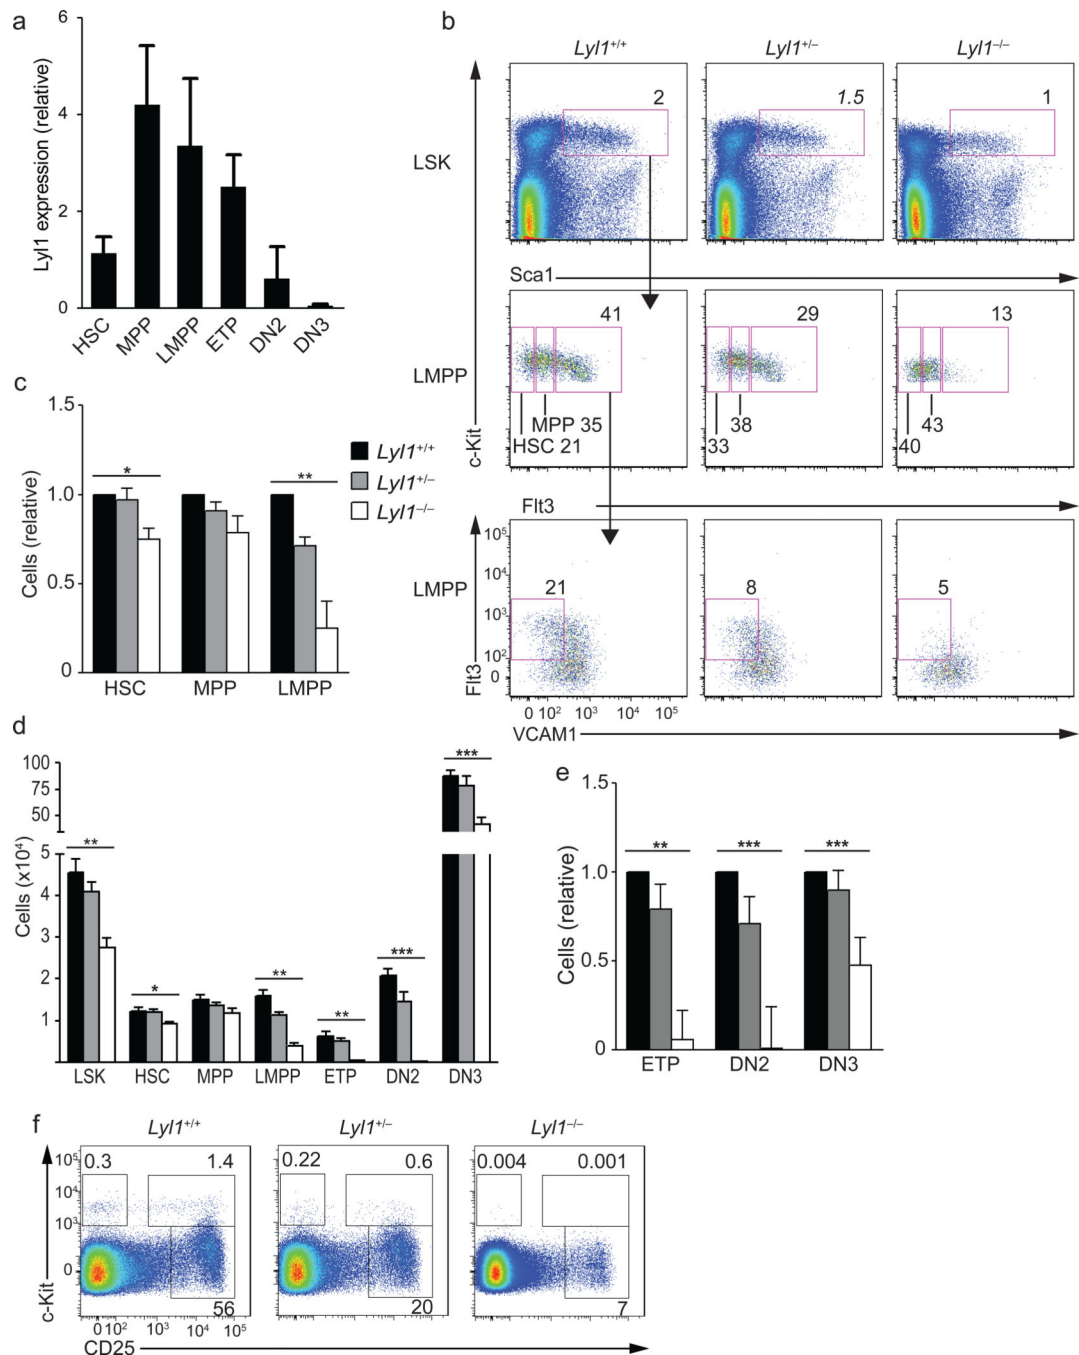 a
6
4
2
0
Lyl1 expression (relative)
HSC MPP LMPP ETP DN2 DN3
b
Lyl1+/+ Lyl1+/− Lyl1−/−
2 1.5 1
LSK
Sca1
41 29 13
LMPP
MPP 35 38 43
HSC 21 33 40
c-Kit
Flt3
LMPP
21 8 5
10⁵
10⁴
10³
10²
0
Flt3
0 10² 10³ 10⁴ 10⁵
VCAM1
c
1.5
1.0
0.5
0
Cells (relative)
* **
HSC MPP LMPP
Lyl1+/+
Lyl1+/−
Lyl1−/−
d
100
75
50
5
4
3
2
1
Cells (x10⁴)
** * ** ** *** ***
LSK HSC MPP LMPP ETP DN2 DN3
e
1.5
1.0
0.5
0
Cells (relative)
** *** ***
ETP DN2 DN3
f
Lyl1+/+ Lyl1+/− Lyl1−/−
0.3 1.4 0.22 0.6 0.004 0.001
10⁵
10⁴
10³
0
c-Kit
56 20 7
0 10² 10³ 10⁴ 10⁵
CD25